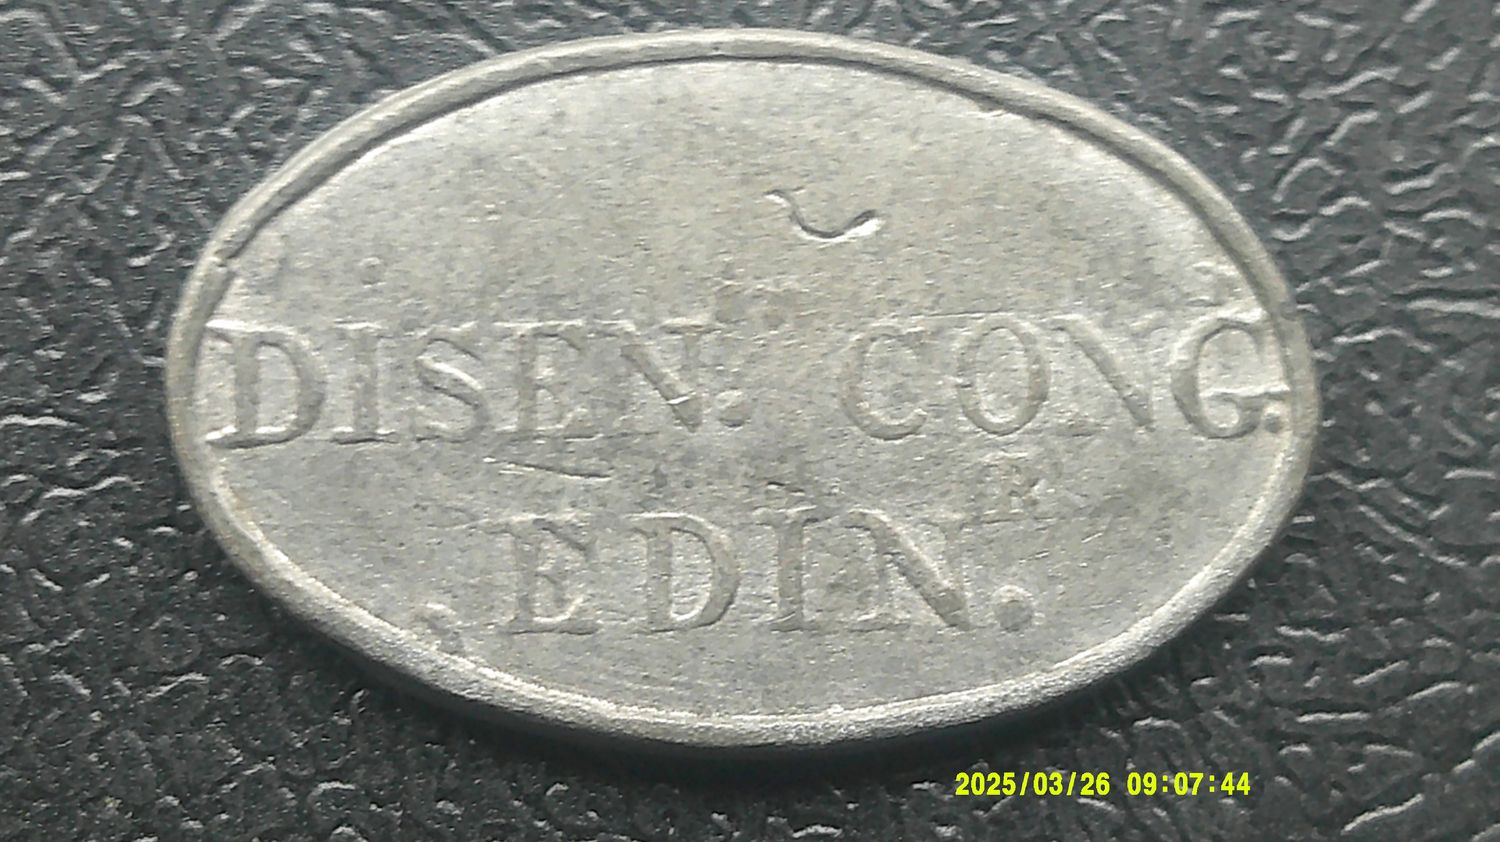 DISEN. CONG.
R
EDIN.
2025/03/26 09:07:44